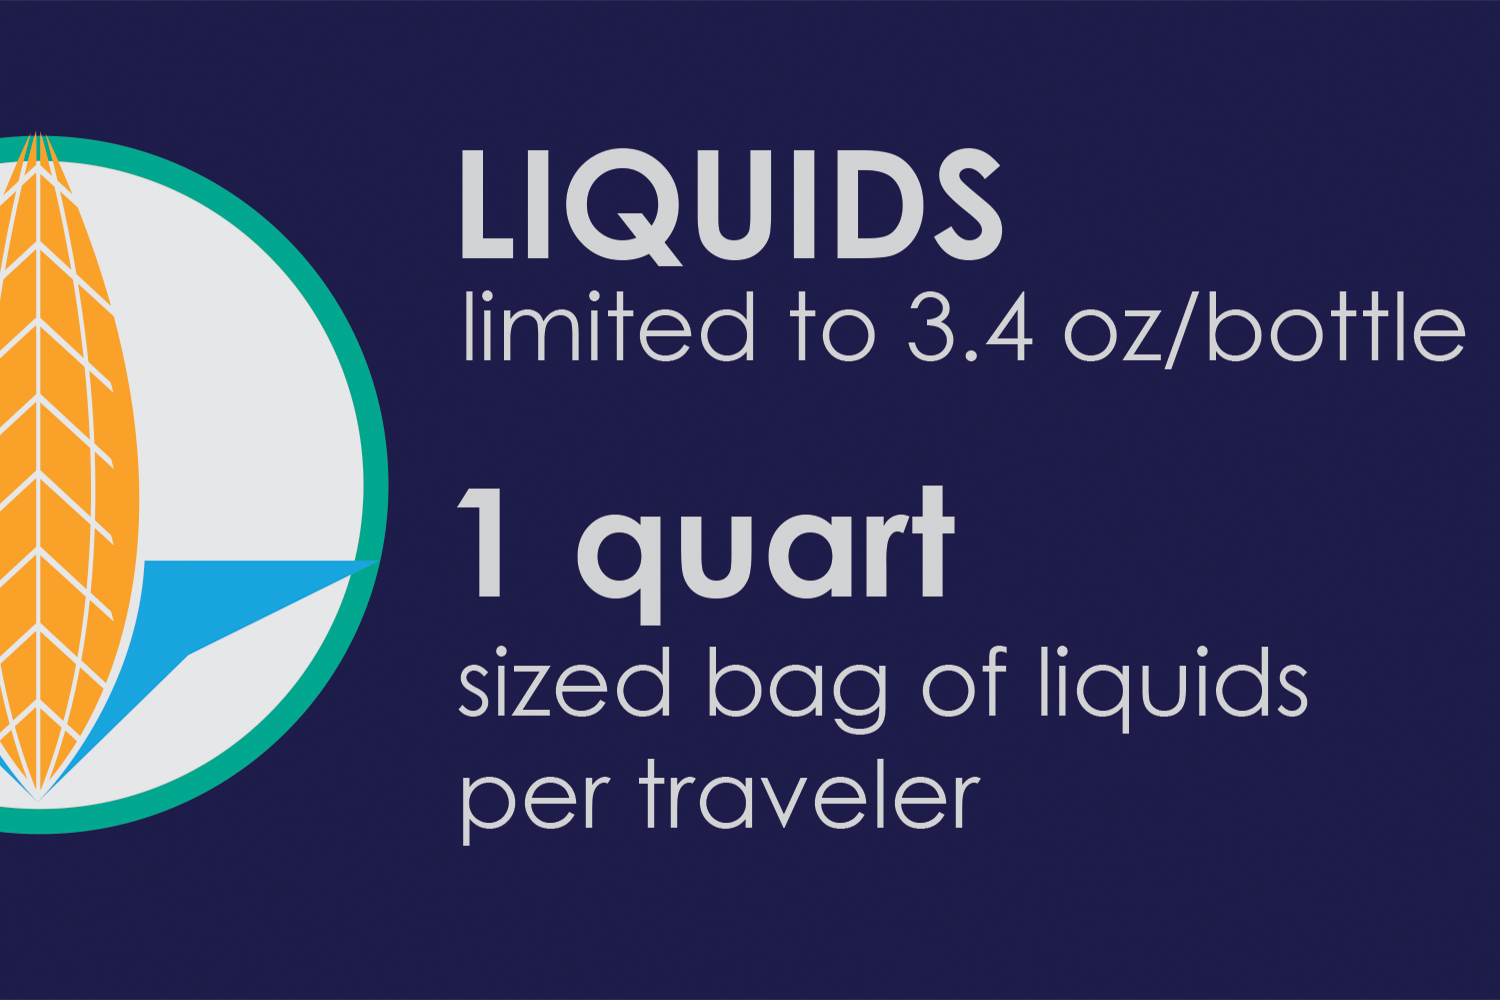 LIQUIDS
limited to 3.4 oz/bottle
1 quart
sized bag of liquids
per traveler